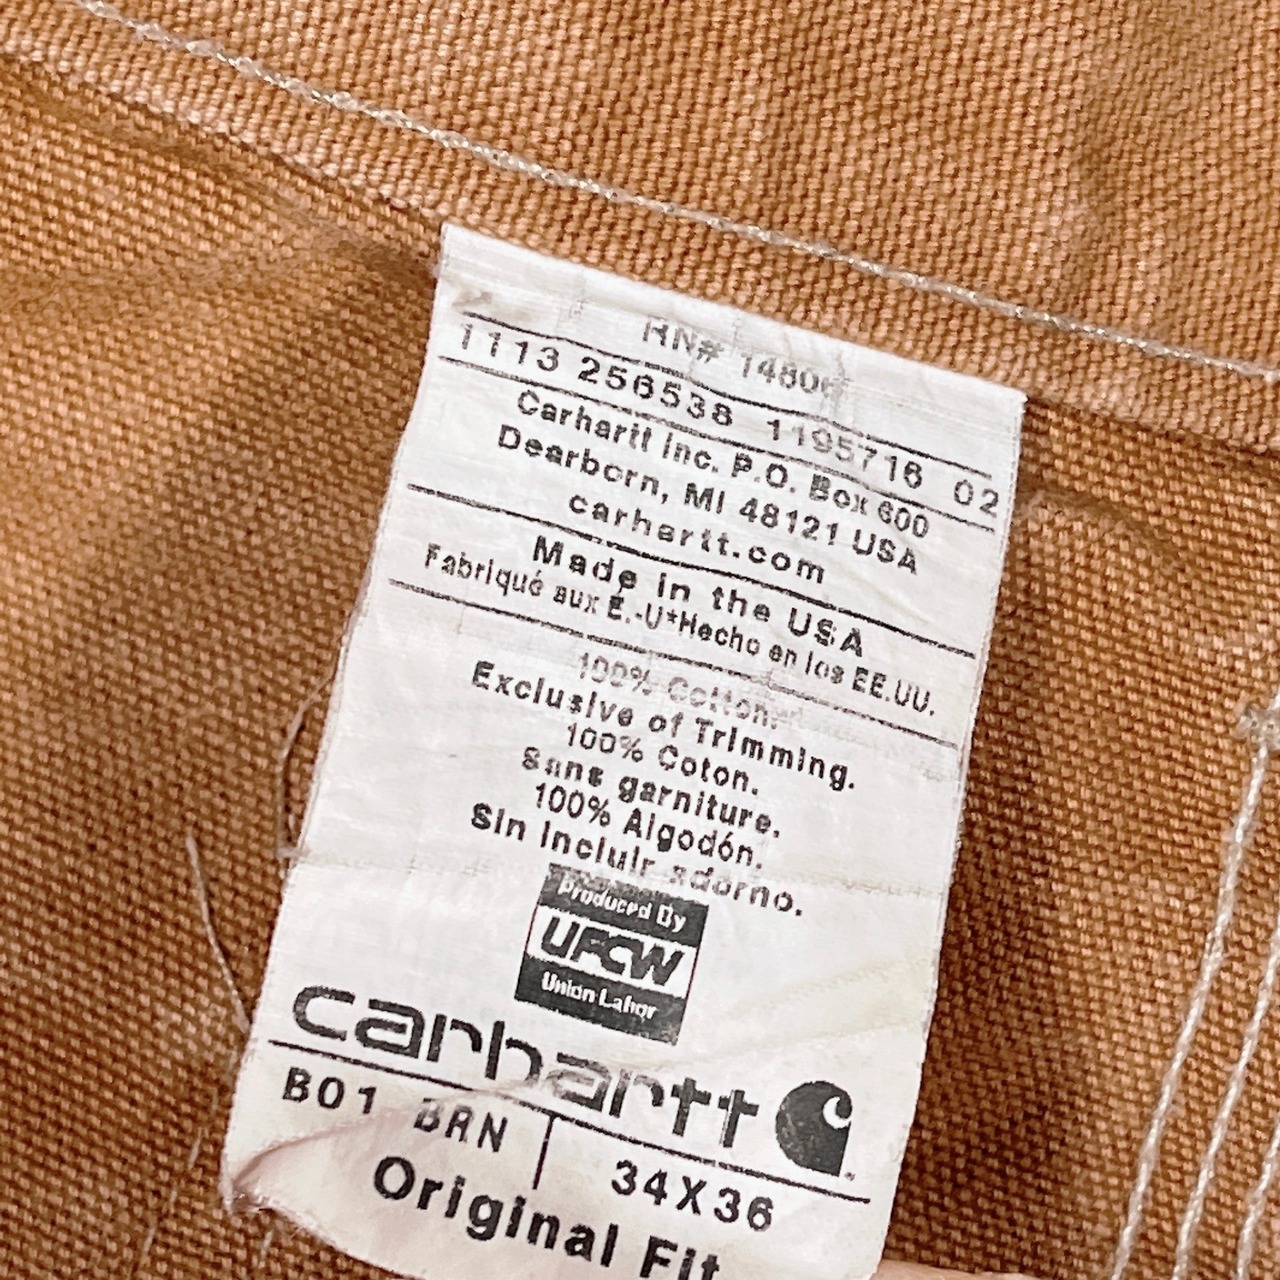 RN# 14806
1113 256538 1195716 02
Carhartt Inc. P.O. Box 600
Dearborn, MI 48121 USA
carhartt.com
Made in the USA
Fabriqué aux É.-U*Hecho en los EE.UU.
100% Cotton.
Exclusive of Trimming.
100% Coton.
Sans garniture.
100% Algodón.
Sin incluir adorno.
Produced By
UFCW
Union Labor
carhartt
B01 BRN 34X36
Original Fit